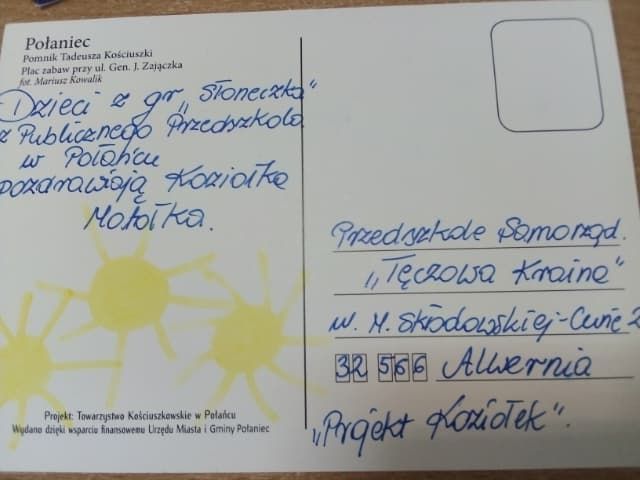 Połaniec
Pomnik Tadeusza Kościuszki
Plac zabaw przy ul. Gen. J. Zajączka
fot. Mariusz Kowalik
Dzieci z gr „Słoneczka"
z Publicznego Przedszkola
w Połańcu
pozdrawiają Koziołka
Matołka.
Przedszkole Samorząd.
„Tęczowa Kraina"
ul. M. Skłodowskiej-Curie 2
32 566 Alwernia
„Projekt Koziołek".
Projekt: Towarzystwo Kościuszkowskie w Połańcu
Wydano dzięki wsparciu finansowemu Urzędu Miasta i Gminy Połaniec